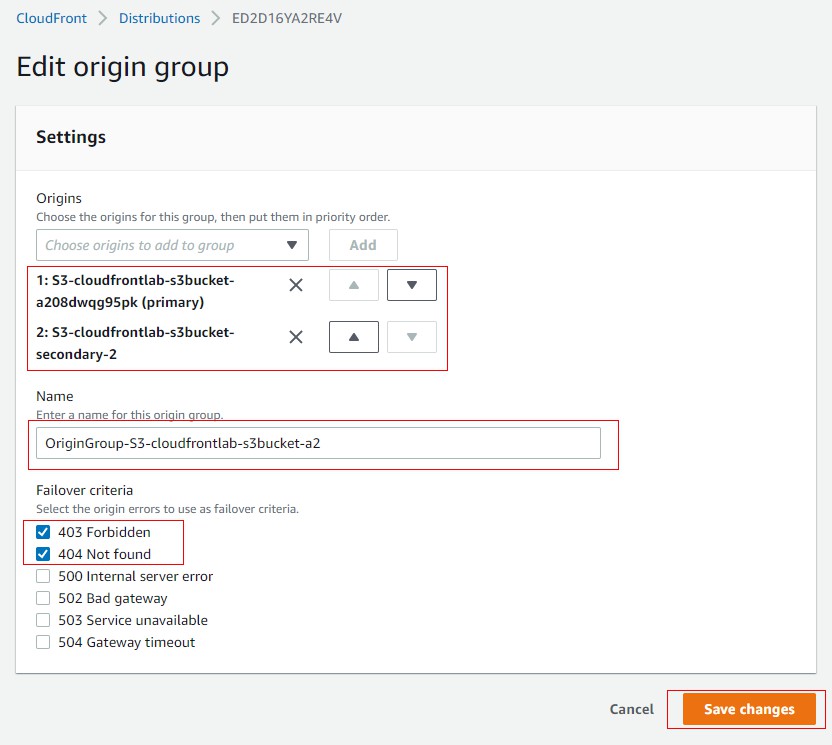 CloudFront > Distributions > ED2D16YA2RE4V
Edit origin group
Settings
Origins
Choose the origins for this group, then put them in priority order.
Choose origins to add to group Add
1: S3-cloudfrontlab-s3bucket-
a208dwqg95pk (primary)
2: S3-cloudfrontlab-s3bucket-
secondary-2
Name
Enter a name for this origin group.
OriginGroup-S3-cloudfrontlab-s3bucket-a2
Failover criteria
Select the origin errors to use as failover criteria.
403 Forbidden
404 Not found
500 Internal server error
502 Bad gateway
503 Service unavailable
504 Gateway timeout
Cancel Save changes